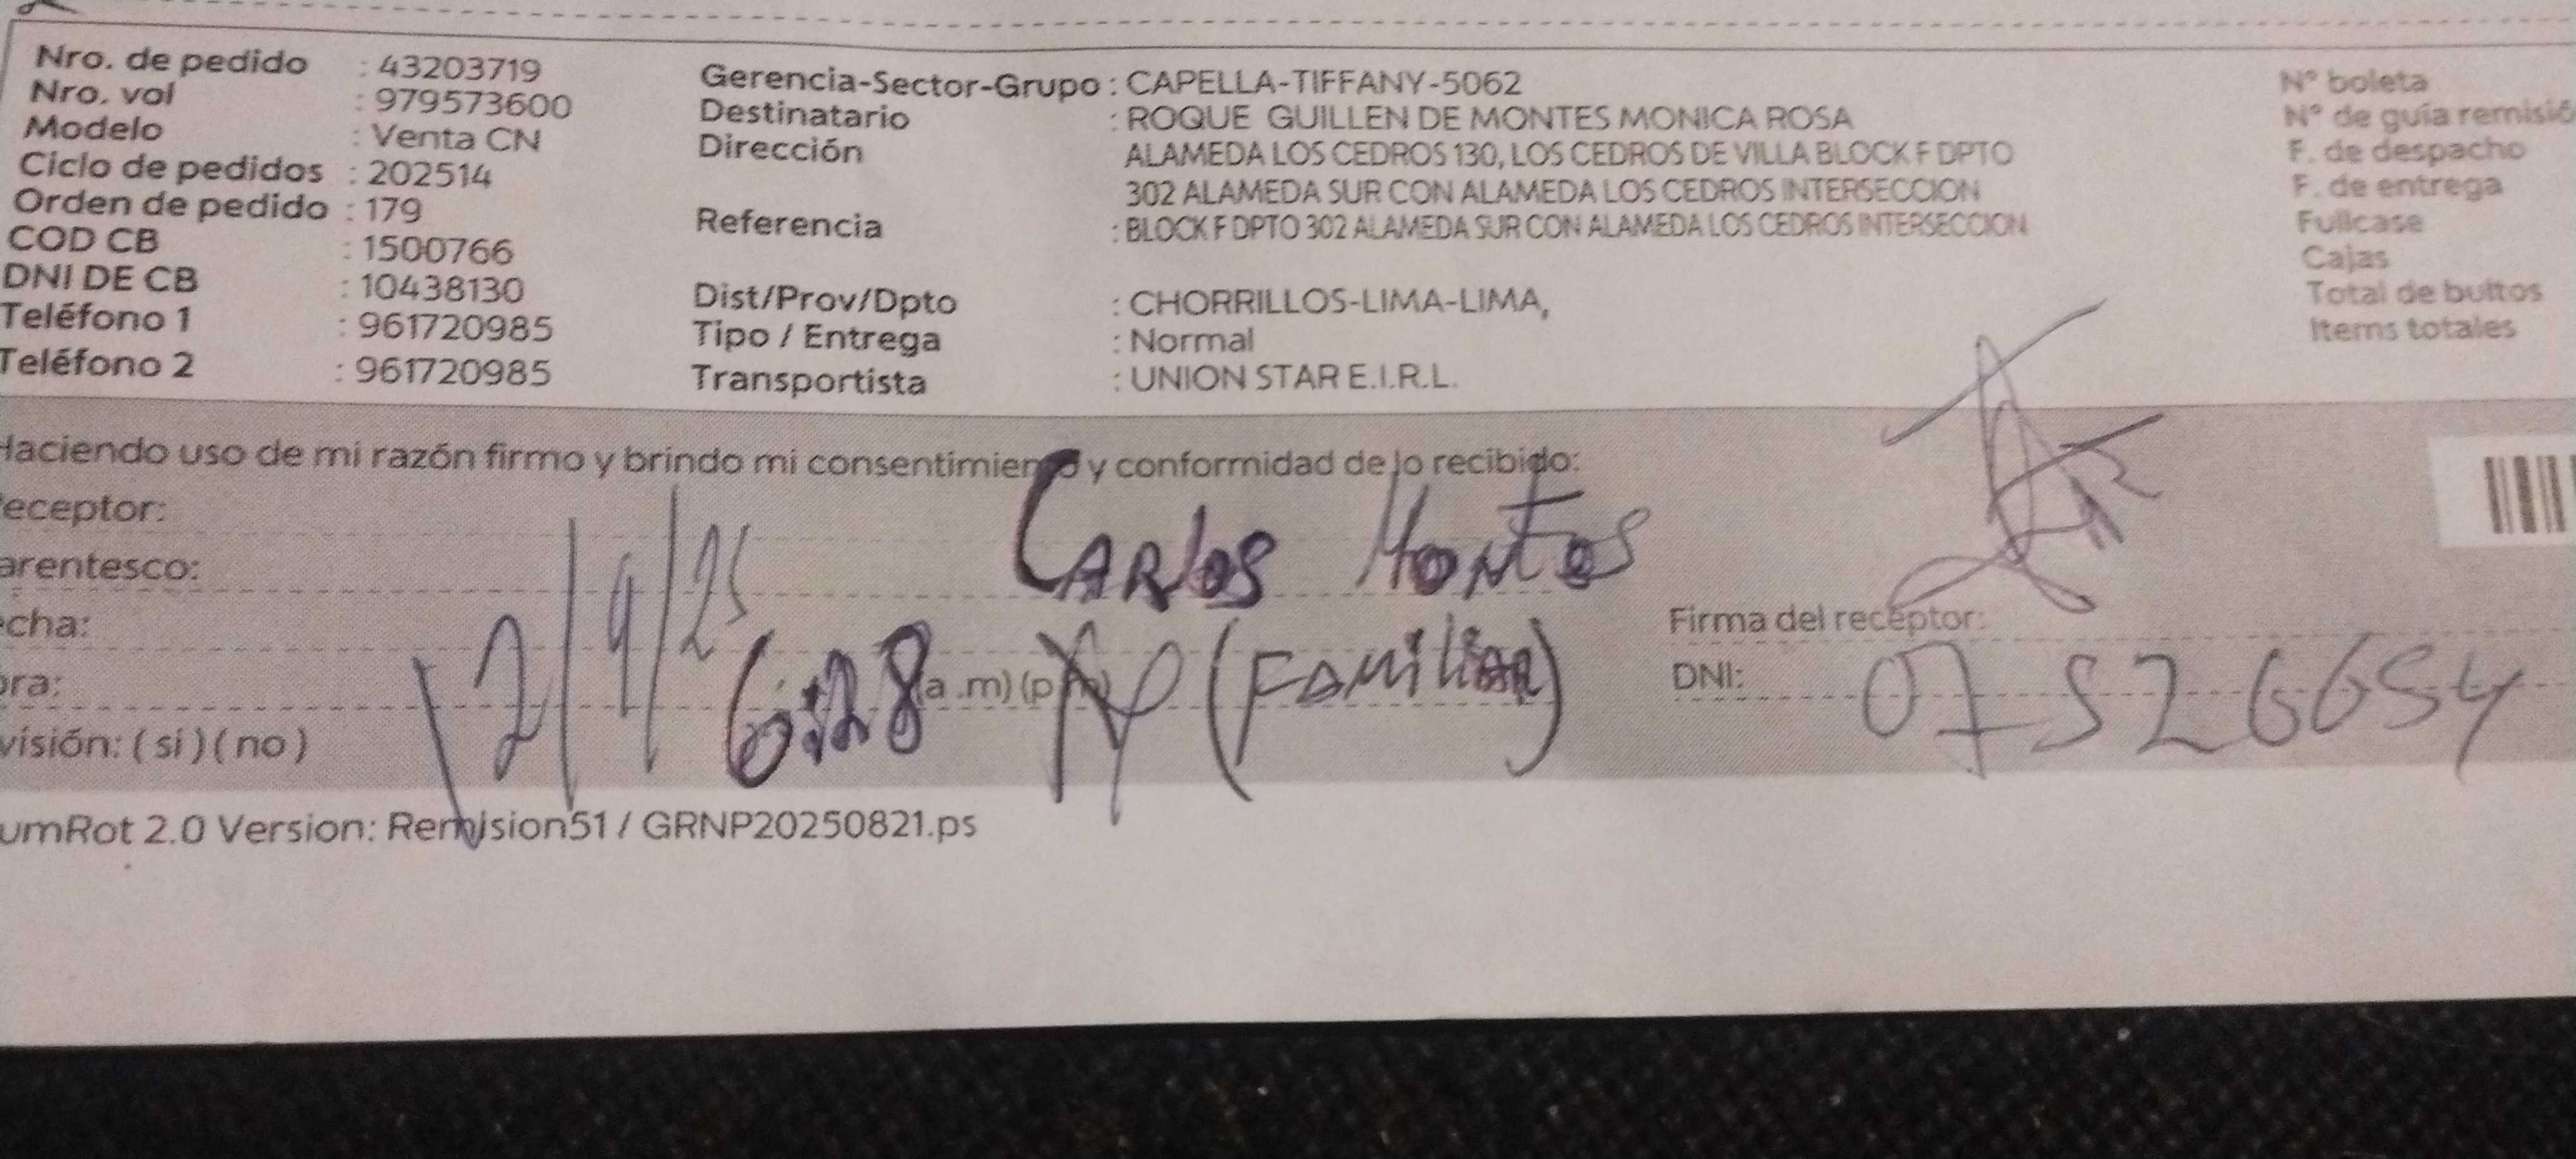 Nro. de pedido : 43203719
Nro. vol : 979573600
Modelo : Venta CN
Ciclo de pedidos : 202514
Orden de pedido : 179
COD CB : 1500766
DNI DE CB : 10438130
Teléfono 1 : 961720985
Teléfono 2 : 961720985
Gerencia-Sector-Grupo : CAPELLA-TIFFANY-5062
Destinatario : ROQUE GUILLEN DE MONTES MONICA ROSA
Dirección ALAMEDA LOS CEDROS 130, LOS CEDROS DE VILLA BLOCK F DPTO
302 ALAMEDA SUR CON ALAMEDA LOS CEDROS INTERSECCION
Referencia : BLOCK F DPTO 302 ALAMEDA SUR CON ALAMEDA LOS CEDROS INTERSECCION
Dist/Prov/Dpto : CHORRILLOS-LIMA-LIMA,
Tipo / Entrega : Normal
Transportista : UNION STAR E.I.R.L.
N° boleta
N° de guía remisió
F. de despacho
F. de entrega
Fullcase
Cajas
Total de bultos
Items totales
Haciendo uso de mi razón firmo y brindo mi consentimiento y conformidad de lo recibido:
eceptor: CARlos MONTES
arentesco: (FAMILIAR)
echa: 12/9/25
ora: 6:28 (a .m) (p.m)
visión: ( si ) ( no )
Firma del receptor:
DNI: 07526654
umRot 2.0 Version: Remision51 / GRNP20250821.ps